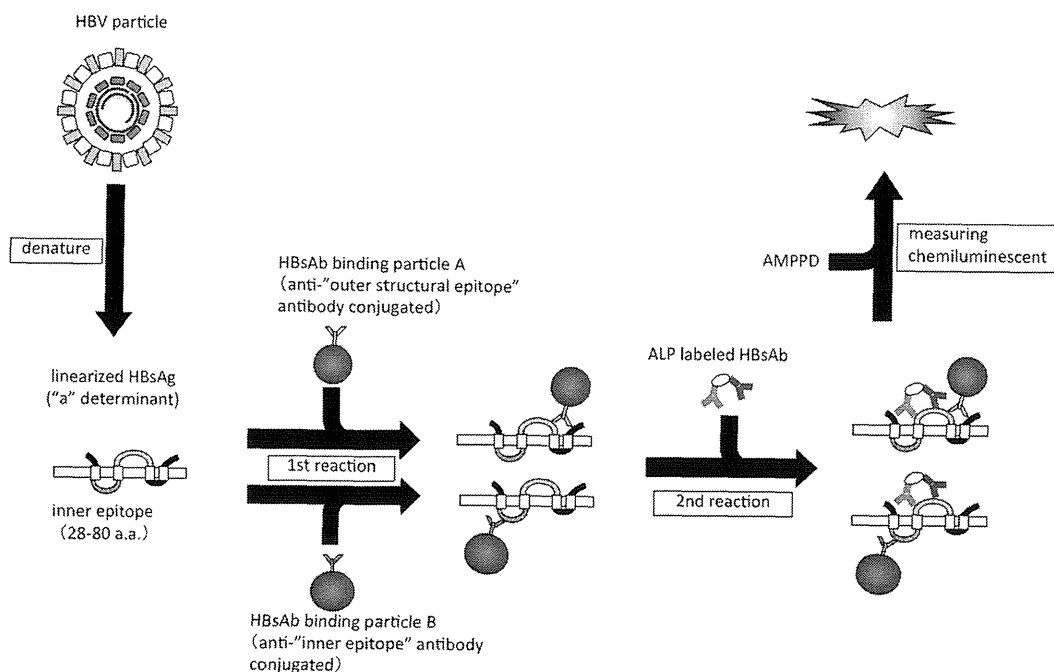 HBV particle
denature
linearized HBsAg
("a" determinant)
inner epitope
(28-80 a.a.)
HBsAb binding particle A
(anti-"outer structural epitope"
antibody conjugated)
1st reaction
HBsAb binding particle B
(anti-"inner epitope" antibody
conjugated)
ALP labeled HBsAb
2nd reaction
AMPPD
measuring
chemiluminescent